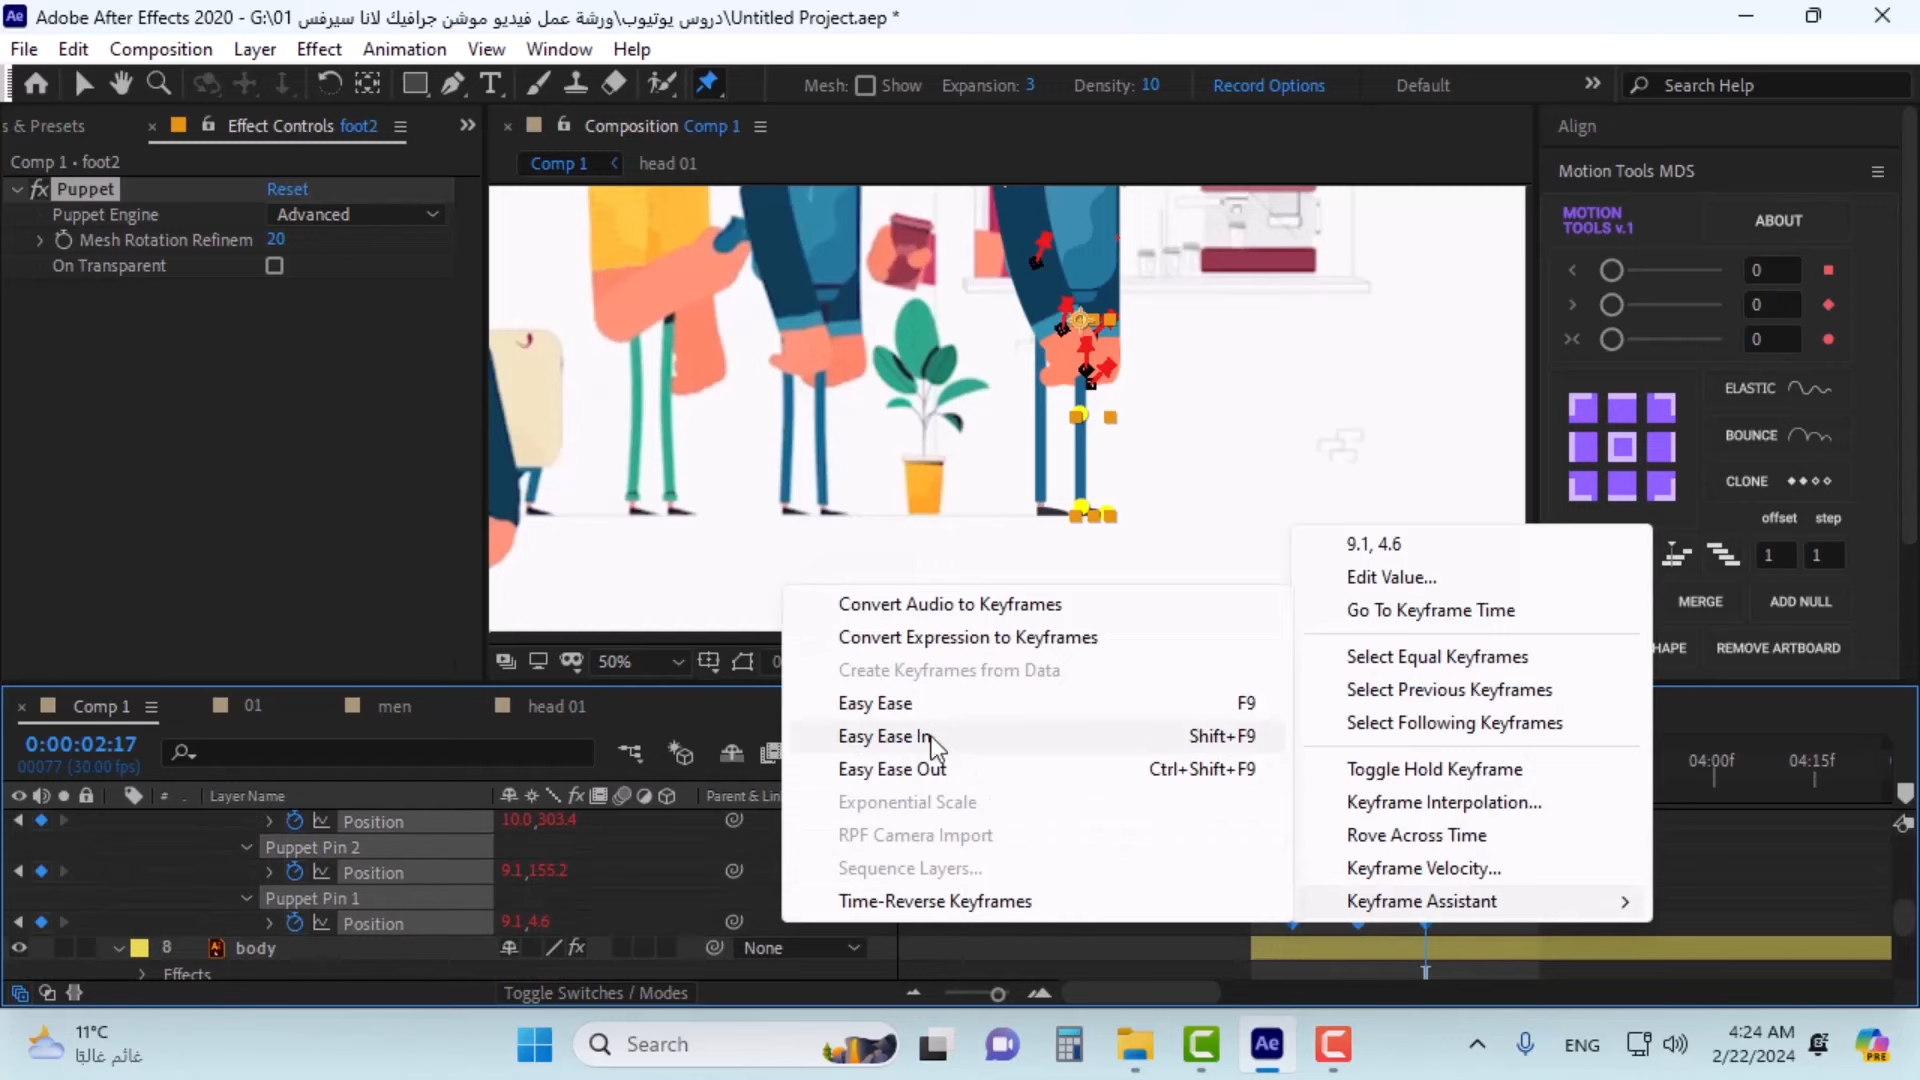 Adobe After Effects 2020 - G:\01 دروس يوتيوب\ورشة عمل فيديو موشن جرافيك لانا سيرفس\Untitled Project.aep *
File Edit Composition Layer Effect Animation View Window Help
Mesh: Show Expansion: 3 Density: 10 Record Options Default Search Help
s & Presets Effect Controls foot2
Composition Comp 1
Align
Comp 1 • foot2
Comp 1 head 01
Motion Tools MDS
fx Puppet Reset
Puppet Engine Advanced
Mesh Rotation Refinem 20
On Transparent
MOTION TOOLS v.1 ABOUT
0
0
0
ELASTIC
BOUNCE
CLONE
offset step
1 1
MERGE ADD NULL
HAPE REMOVE ARTBOARD
9.1, 4.6
Edit Value...
Go To Keyframe Time
Select Equal Keyframes
Select Previous Keyframes
Select Following Keyframes
Toggle Hold Keyframe
Keyframe Interpolation...
Rove Across Time
Keyframe Velocity...
Keyframe Assistant
Convert Audio to Keyframes
Convert Expression to Keyframes
Create Keyframes from Data
Easy Ease F9
Easy Ease In Shift+F9
Easy Ease Out Ctrl+Shift+F9
Exponential Scale
RPF Camera Import
Sequence Layers...
Time-Reverse Keyframes
50%
Comp 1 01 men head 01
0:00:02:17
00077 (30.00 fps)
04:00f 04:15f
# Layer Name Parent & Lin
Position 10.0,303.4
Puppet Pin 2
Position 9.1,155.2
Puppet Pin 1
Position 9.1,4.6
8 Ai body fx None
Effects
Toggle Switches / Modes
11°C
غائم غالبًا
Search
ENG
4:24 AM
2/22/2024
PRE